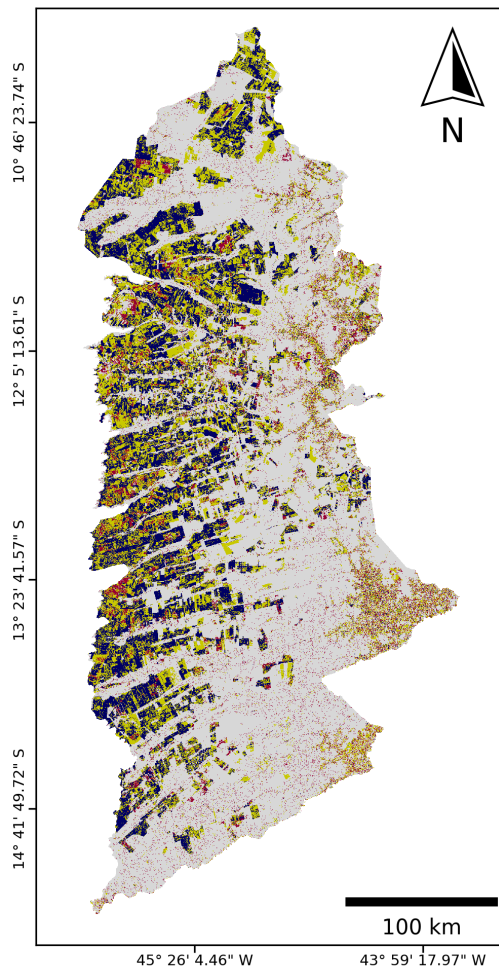 N
10° 46' 23.74" S
12° 5' 13.61" S
13° 23' 41.57" S
14° 41' 49.72" S
100 km
45° 26' 4.46" W
43° 59' 17.97" W